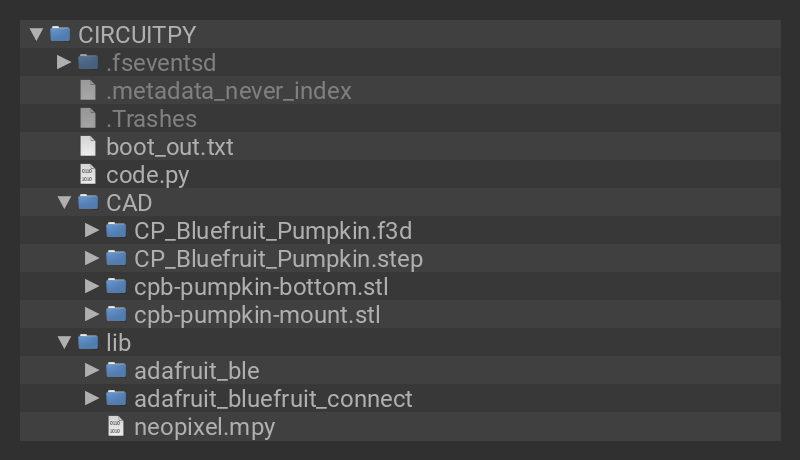 CIRCUITPY
.fseventsd
.metadata_never_index
.Trashes
boot_out.txt
code.py
CAD
CP_Bluefruit_Pumpkin.f3d
CP_Bluefruit_Pumpkin.step
cpb-pumpkin-bottom.stl
cpb-pumpkin-mount.stl
lib
adafruit_ble
adafruit_bluefruit_connect
neopixel.mpy